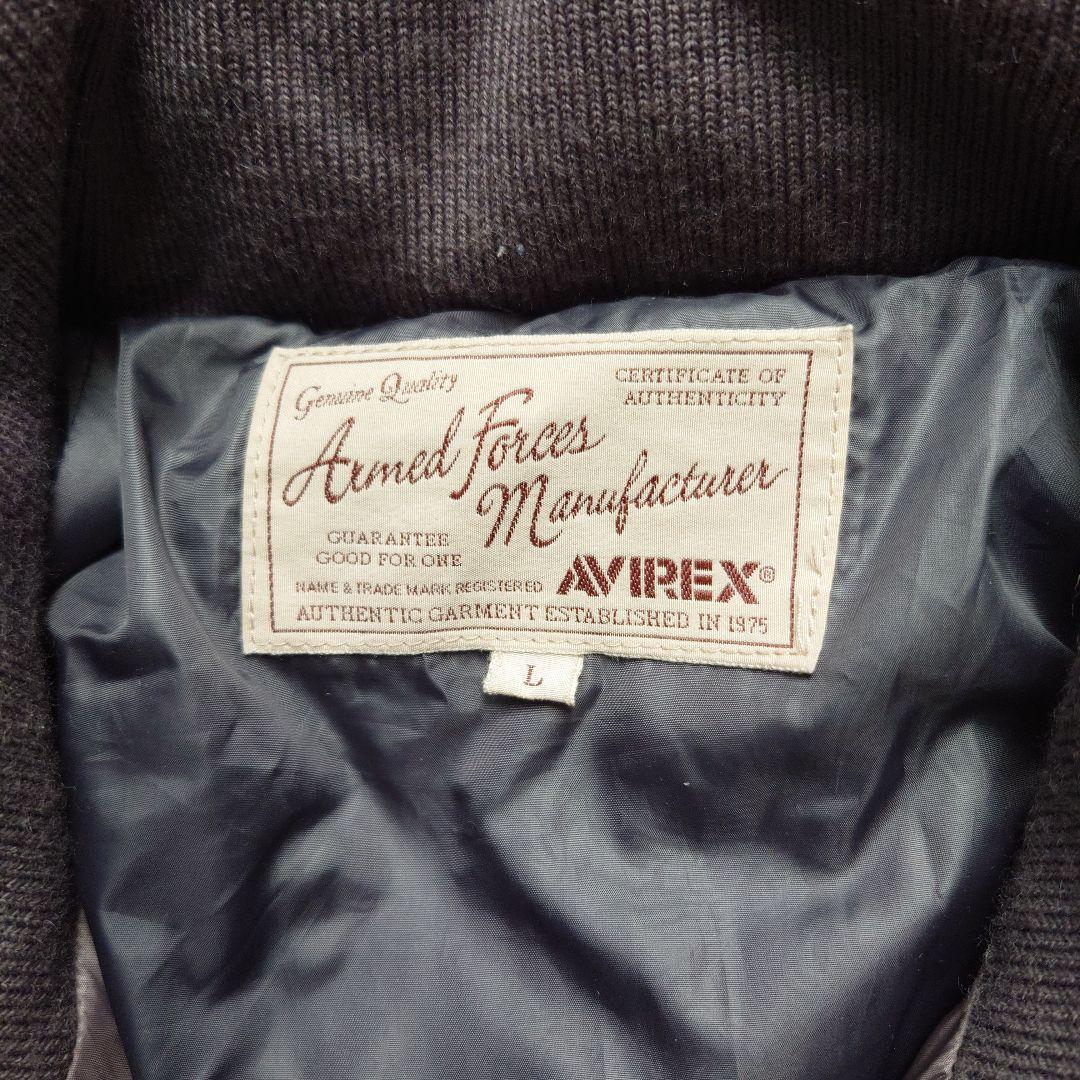 Genuine Quality
CERTIFICATE OF
AUTHENTICITY
Armed Forces
Manufacturer
GUARANTEE
GOOD FOR ONE
NAME & TRADE MARK REGISTERED
AVIREX®
AUTHENTIC GARMENT ESTABLISHED IN 1975
L